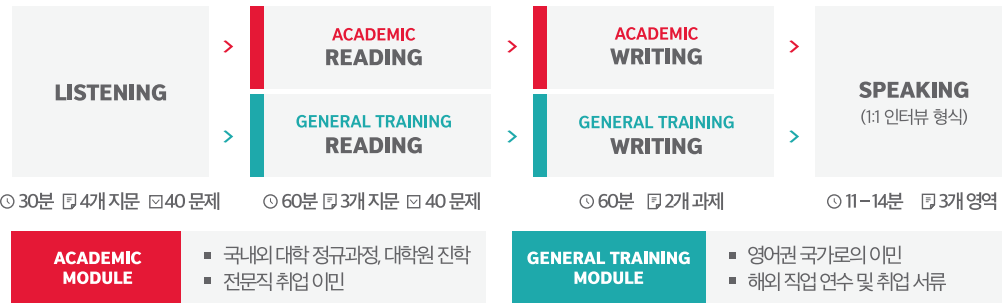 LISTENING
ACADEMIC
READING
GENERAL TRAINING
READING
ACADEMIC
WRITING
GENERAL TRAINING
WRITING
SPEAKING
(1:1 인터뷰 형식)
30분 4개 지문 40 문제
60분 3개 지문 40 문제
60분 2개 과제
11-14분 3개 영역
ACADEMIC
MODULE
▪ 국내외 대학 정규과정, 대학원 진학
▪ 전문직 취업 이민
GENERAL TRAINING
MODULE
▪ 영어권 국가로의 이민
▪ 해외 직업 연수 및 취업 서류